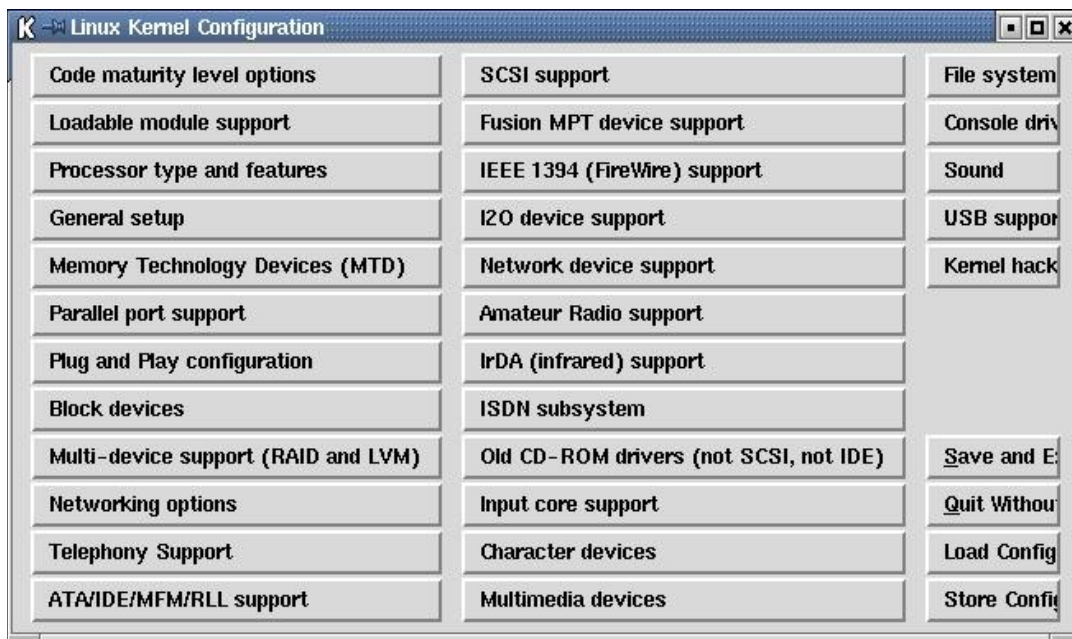 Linux Kernel Configuration
Code maturity level options
Loadable module support
Processor type and features
General setup
Memory Technology Devices (MTD)
Parallel port support
Plug and Play configuration
Block devices
Multi-device support (RAID and LVM)
Networking options
Telephony Support
ATA/IDE/MFM/RLL support
SCSI support
Fusion MPT device support
IEEE 1394 (FireWire) support
I2O device support
Network device support
Amateur Radio support
IrDA (infrared) support
ISDN subsystem
Old CD-ROM drivers (not SCSI, not IDE)
Input core support
Character devices
Multimedia devices
File system
Console
Sound
USB
Kernel
Save and
Quit
Load
Store